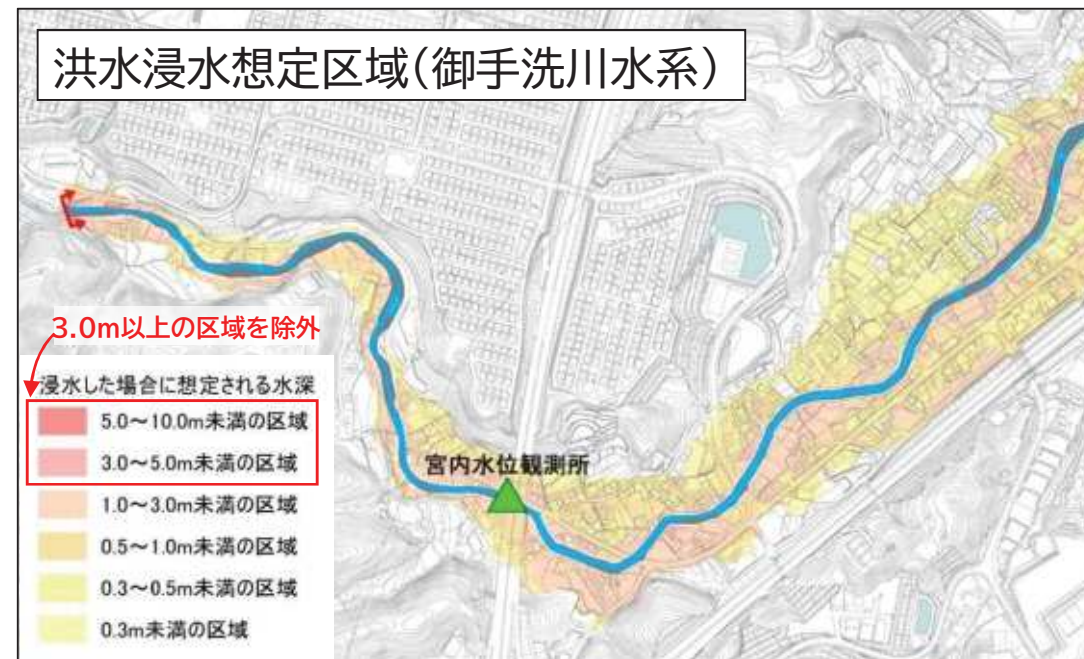 洪水浸水想定区域(御手洗川水系)
3.0m以上の区域を除外
浸水した場合に想定される水深
5.0～10.0m未満の区域
3.0～5.0m未満の区域
1.0～3.0m未満の区域
0.5～1.0m未満の区域
0.3～0.5m未満の区域
0.3m未満の区域
宮内水位観測所